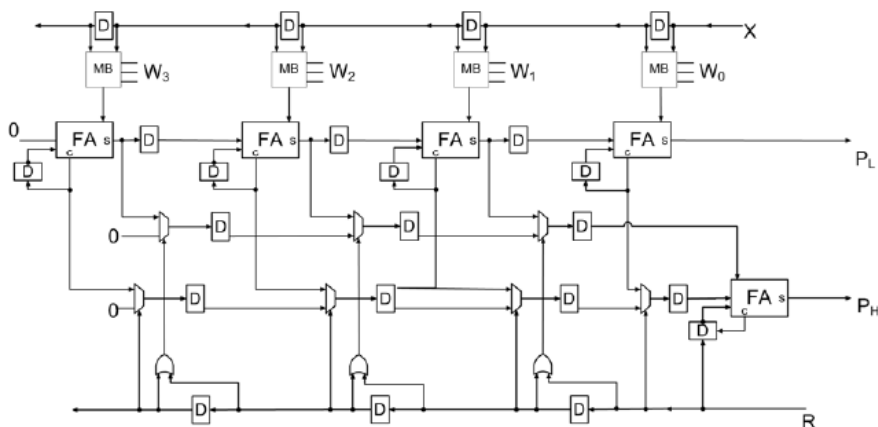 D D D D X
MB W3 MB W2 MB W1 MB W0
0 FA s D FA s D FA s D FA s PL
c c c c
D D D D
0 D D D
FA s PH
0 D D D D c
D
D D D R